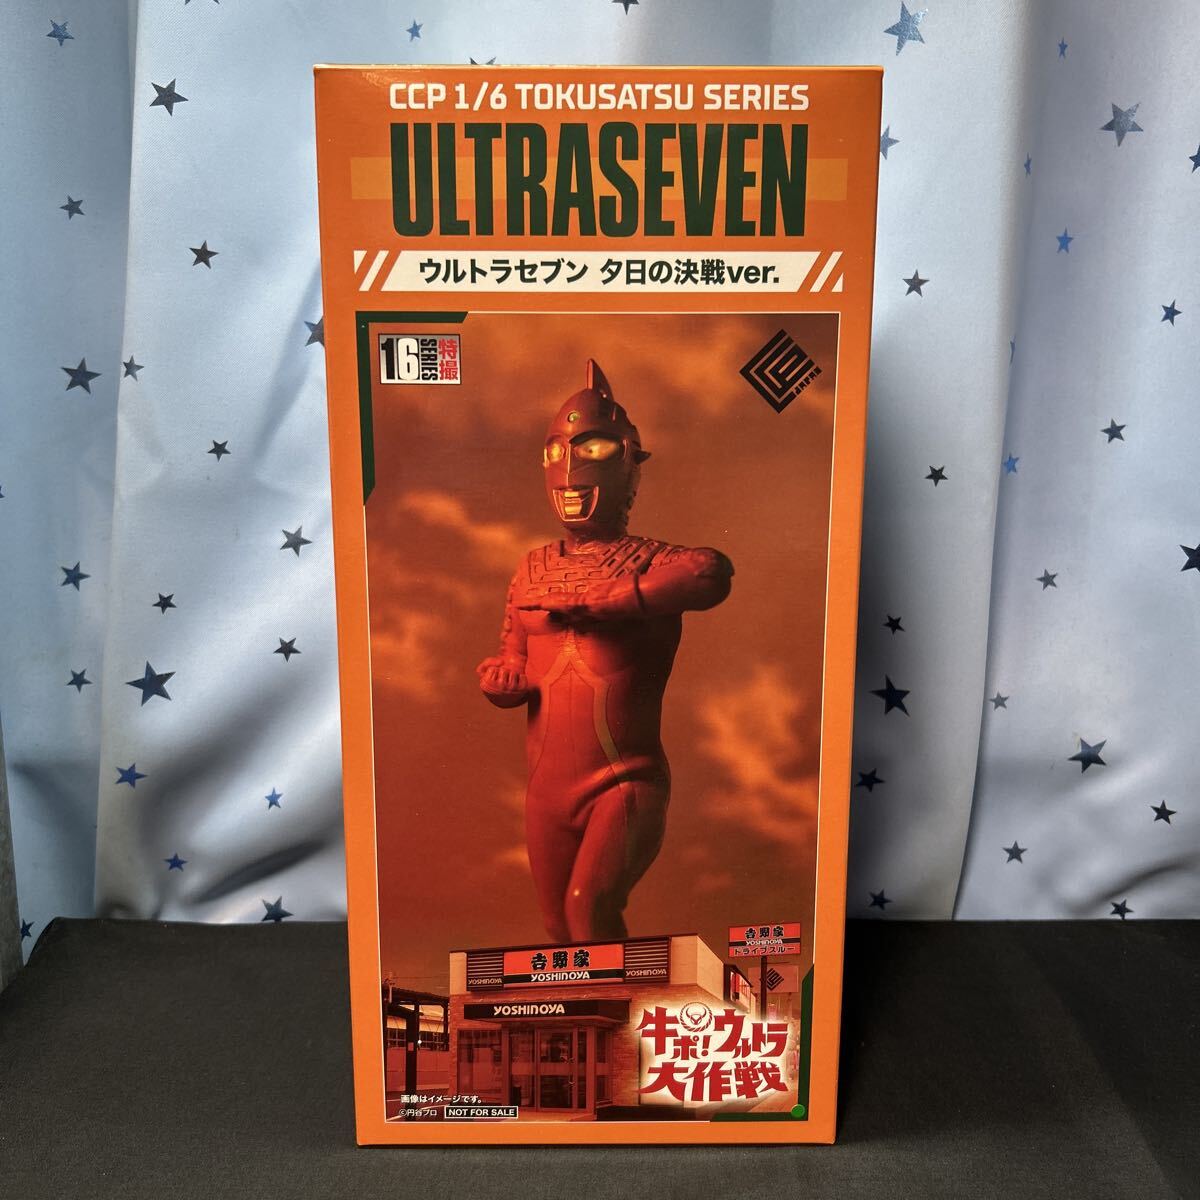 CCP 1/6 TOKUSATSU SERIES
ULTRASEVEN
ウルトラセブン 夕日の決戦ver.
16
SERIES
特撮
JAPAN
吉野家
YOSHINOYA
YOSHINOYA
YOSHINOYA
YOSHINOYA
吉野家
YOSHINOYA
ドライブスルー
牛ポ!ウルトラ
大作戦
画像はイメージです。
©円谷プロ NOT FOR SALE